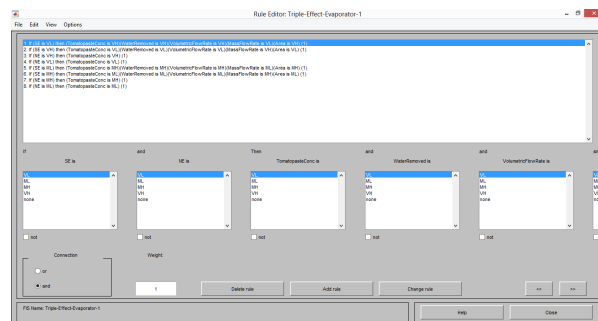 Rule Editor: Triple-Effect-Evaporator-1
File Edit View Options
1. If (SE is VL) then (TomatopasteConc is VL)(WaterRemoved is VH)(VolumetricFlowRate is VH)(MassFlowRate is VL)(Area is VH) (1)
2. If (SE is VH) then (TomatopasteConc is VL)(WaterRemoved is VL)(VolumetricFlowRate is VL)(MassFlowRate is VH)(Area is VL) (1)
3. If (NE is VH) then (TomatopasteConc is VH) (1)
4. If (NE is VL) then (TomatopasteConc is VL) (1)
5. If (SE is ML) then (TomatopasteConc is MH)(WaterRemoved is MH)(VolumetricFlowRate is MH)(MassFlowRate is ML)(Area is MH) (1)
6. If (SE is MH) then (TomatopasteConc is ML)(WaterRemoved is ML)(VolumetricFlowRate is ML)(MassFlowRate is MH)(Area is ML) (1)
7. If (NE is MH) then (TomatopasteConc is MH) (1)
8. If (NE is ML) then (TomatopasteConc is ML) (1)
If and Then and and
SE is NE is TomatopasteConc is WaterRemoved is VolumetricFlowRate is
ML ML ML ML ML
MH MH MH MH MH
VH VH VH VH VH
none none none none none
not not not not not
Connection Weight:
or
and 1 Delete rule Add rule Change rule << >>
FIS Name: Triple-Effect-Evaporator-1 Help Close